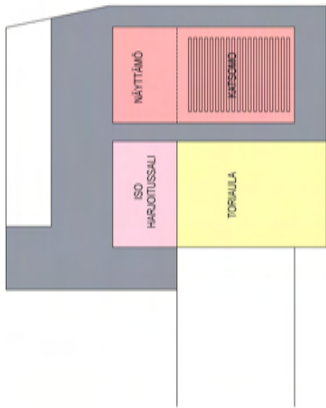 NÄYTTÄMÖ
KATSOMO
ISO
HARJOITUSSALI
TORIAULA